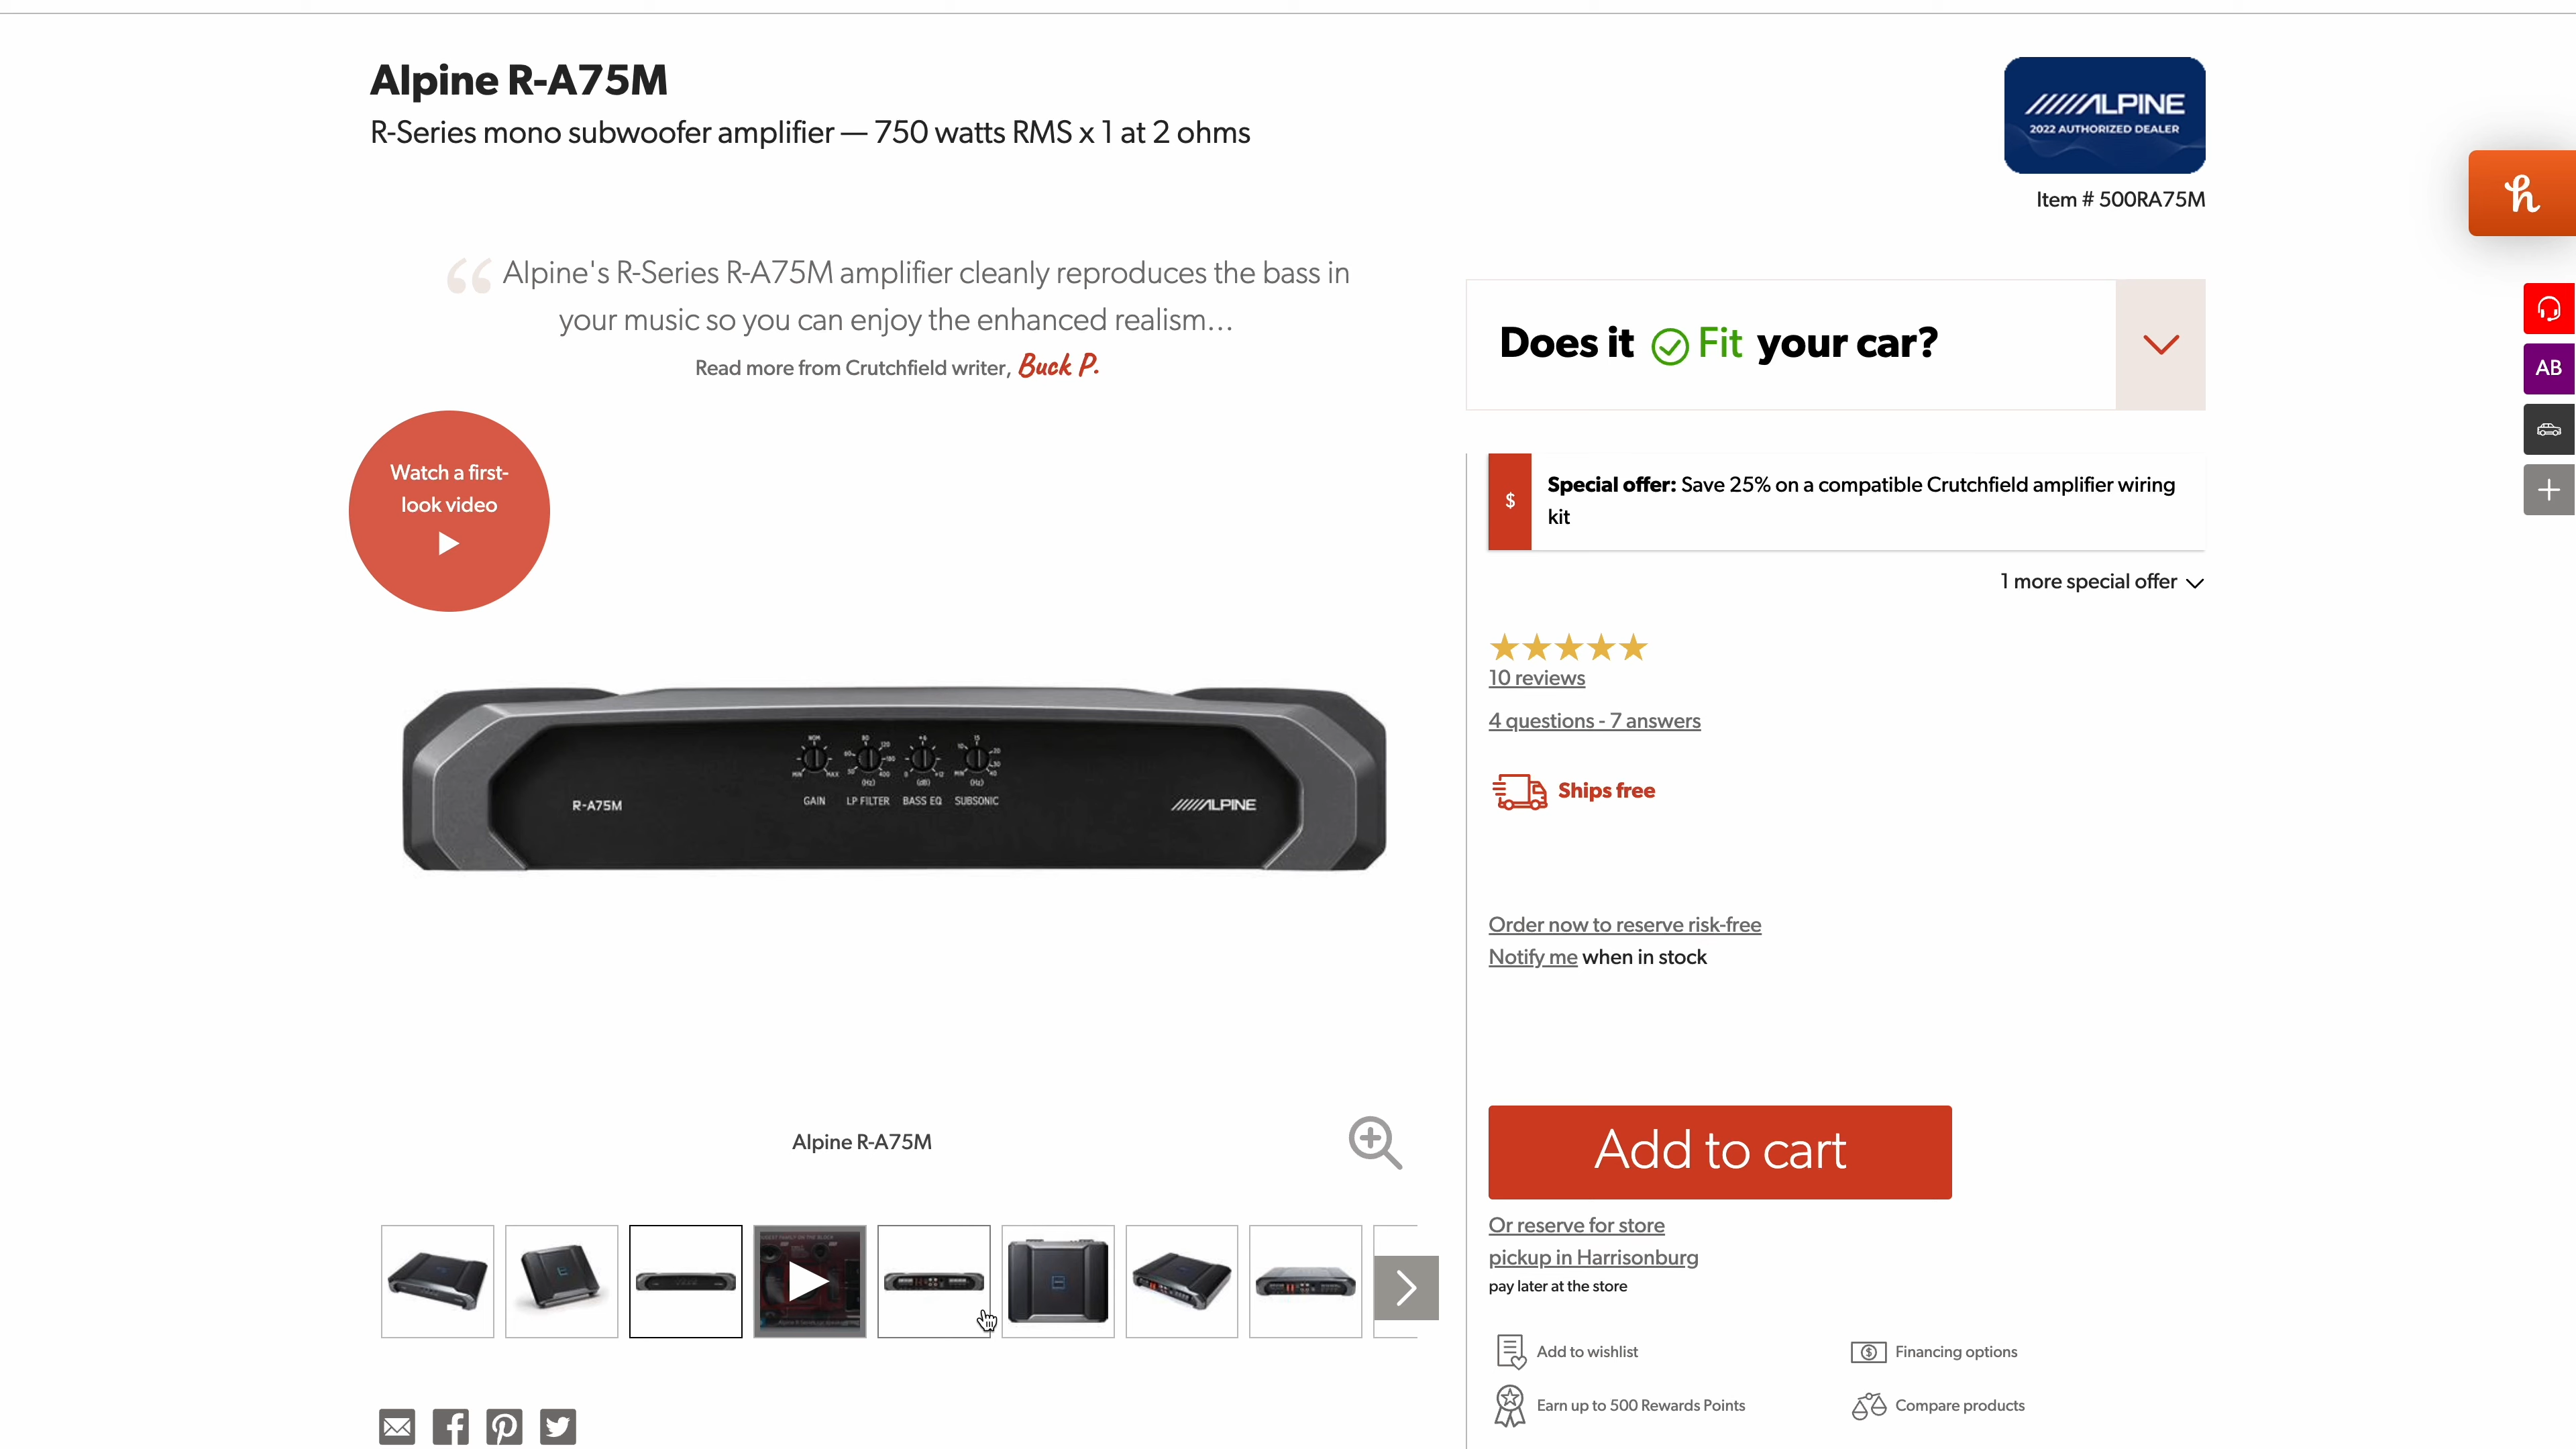 Alpine R-A75M
R-Series mono subwoofer amplifier — 750 watts RMS x 1 at 2 ohms
ALPINE
2022 AUTHORIZED DEALER
Item # 500RA75M
h
“ Alpine's R-Series R-A75M amplifier cleanly reproduces the bass in
your music so you can enjoy the enhanced realism...
Read more from Crutchfield writer, Buck P.
Does it Fit your car?
AB
Watch a first-
look video
$
Special offer: Save 25% on a compatible Crutchfield amplifier wiring
kit
1 more special offer
10 reviews
4 questions - 7 answers
Ships free
R-A75M
GAIN LP FILTER BASS EQ SUBSONIC
ALPINE
Order now to reserve risk-free
Notify me when in stock
Alpine R-A75M
Add to cart
Or reserve for store
pickup in Harrisonburg
pay later at the store
Add to wishlist
Financing options
Earn up to 500 Rewards Points
Compare products